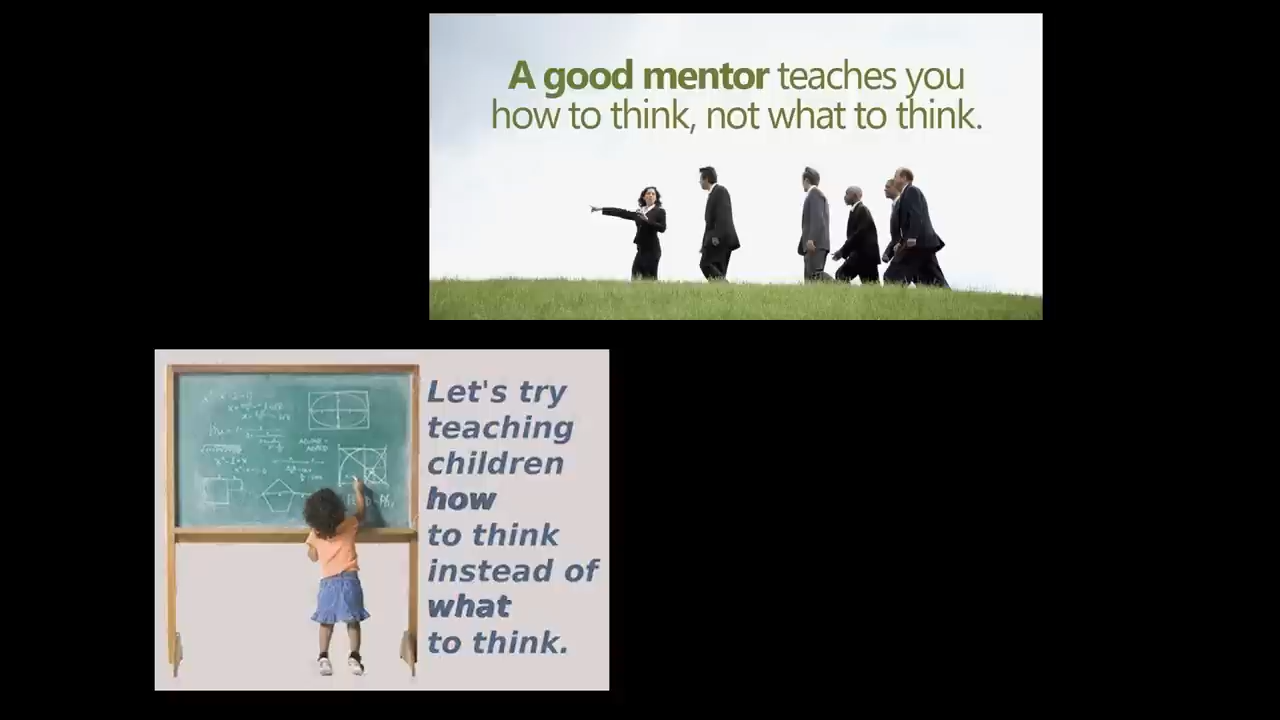 A good mentor teaches you
how to think, not what to think.
Let's try
teaching
children
how
to think
instead of
what
to think.